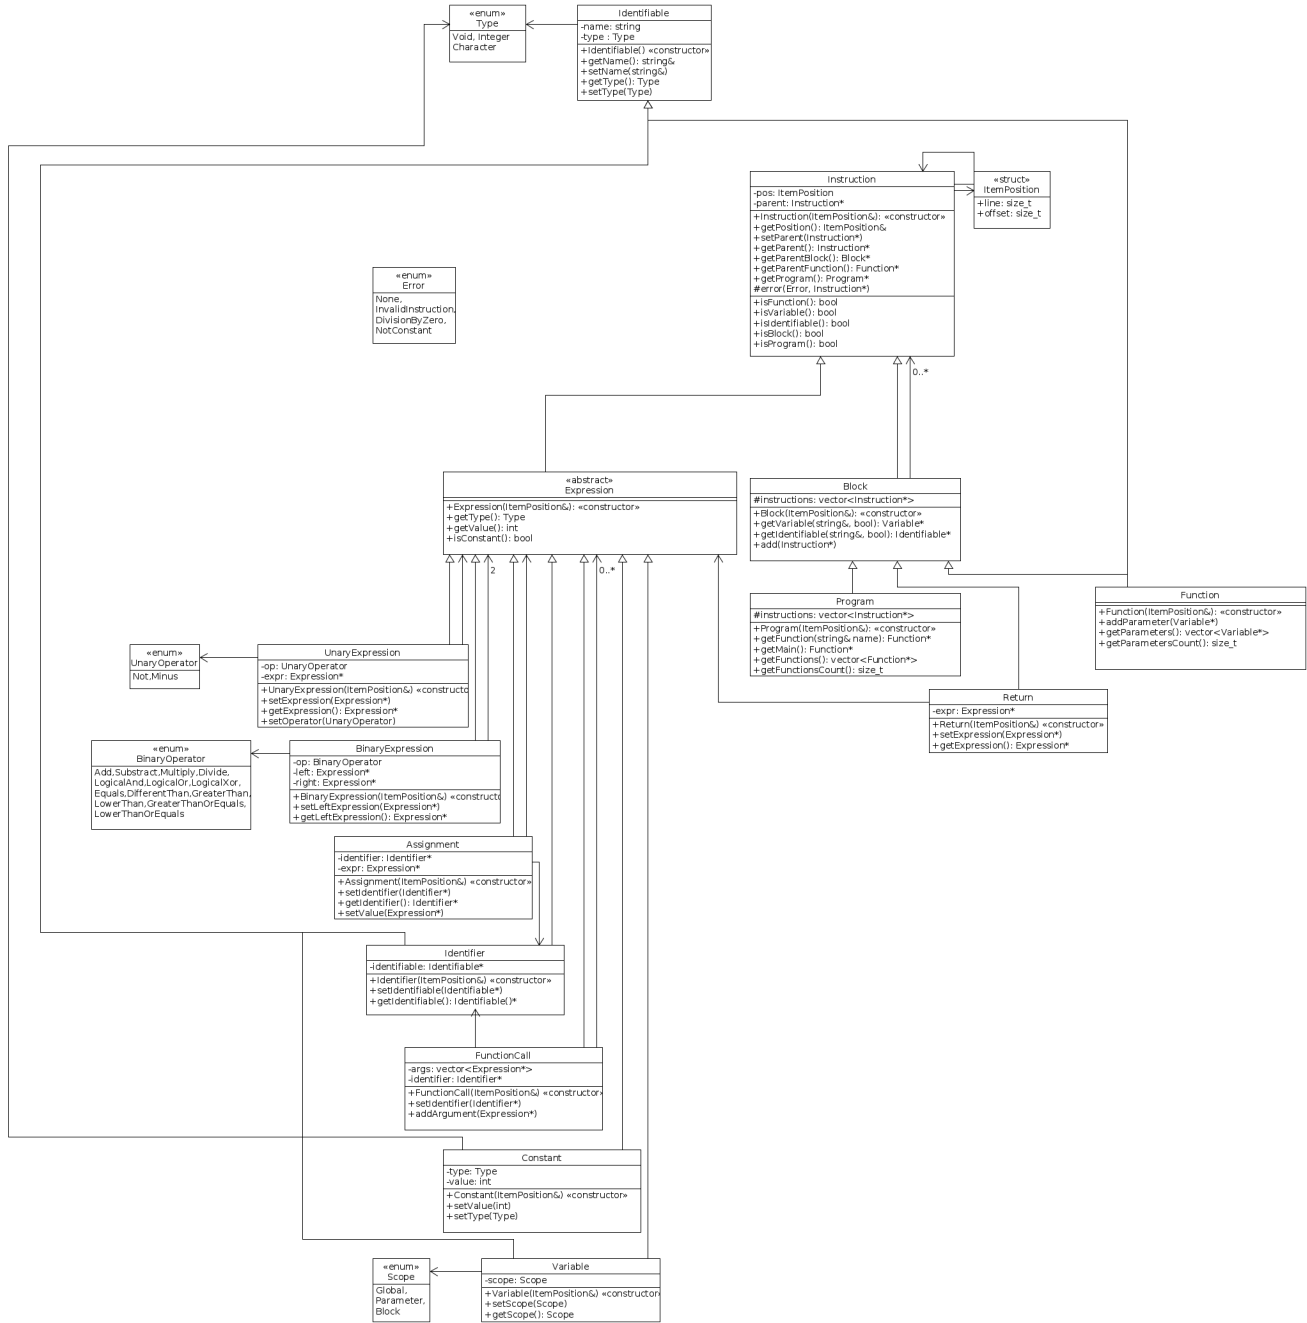 «enum»
Type
Void, Integer
Character
Identifiable
-name: string
-type : Type
+Identifiable() «constructor»
+getName(): string&
+setName(string&)
+getType(): Type
+setType(Type)
Instruction
-pos: ItemPosition
-parent: Instruction*
+Instruction(ItemPosition&): «constructor»
+getPosition(): ItemPosition&
+setParent(Instruction*)
+getParent(): Instruction*
+getParentBlock(): Block*
+getParentFunction(): Function*
+getProgram(): Program*
#error(Error, Instruction*)
+isFunction(): bool
+isVariable(): bool
+isIdentifiable(): bool
+isBlock(): bool
+isProgram(): bool
«struct»
ItemPosition
+line: size_t
+offset: size_t
«enum»
Error
None,
InvalidInstruction,
DivisionByZero,
NotConstant
0..*
«abstract»
Expression
+Expression(ItemPosition&): «constructor»
+getType(): Type
+getValue(): int
+isConstant(): bool
Block
#instructions: vector<Instruction*>
+Block(ItemPosition&): «constructor»
+getVariable(string&, bool): Variable*
+getIdentifiable(string&, bool): Identifiable*
+add(Instruction*)
2
0..*
Program
#instructions: vector<Instruction*>
+Program(ItemPosition&): «constructor»
+getFunction(string& name): Function*
+getMain(): Function*
+getFunctions(): vector<Function*>
+getFunctionsCount(): size_t
Function
+Function(ItemPosition&): «constructor»
+addParameter(Variable*)
+getParameters(): vector<Variable*>
+getParametersCount(): size_t
«enum»
UnaryOperator
Not,Minus
UnaryExpression
-op: UnaryOperator
-expr: Expression*
+UnaryExpression(ItemPosition&) «constructo
+setExpression(Expression*)
+getExpression(): Expression*
+setOperator(UnaryOperator)
Return
-expr: Expression*
+Return(ItemPosition&) «constructor»
+setExpression(Expression*)
+getExpression(): Expression*
«enum»
BinaryOperator
Add,Substract,Multiply,Divide,
LogicalAnd,LogicalOr,LogicalXor,
Equals,DifferentThan,GreaterThan,
LowerThan,GreaterThanOrEquals,
LowerThanOrEquals
BinaryExpression
-op: BinaryOperator
-left: Expression*
-right: Expression*
+BinaryExpression(ItemPosition&) «constructo
+setLeftExpression(Expression*)
+getLeftExpression(): Expression*
Assignment
-identifier: Identifier*
-expr: Expression*
+Assignment(ItemPosition&) «constructor»
+setIdentifier(Identifier*)
+getIdentifier(): Identifier*
+setValue(Expression*)
Identifier
-identifiable: Identifiable*
+Identifier(ItemPosition&) «constructor»
+setIdentifiable(Identifiable*)
+getIdentifiable(): Identifiable()*
FunctionCall
-args: vector<Expression*>
-identifier: Identifier*
+FunctionCall(ItemPosition&) «constructor»
+setIdentifier(Identifier*)
+addArgument(Expression*)
Constant
-type: Type
-value: int
+Constant(ItemPosition&) «constructor»
+setValue(int)
+setType(Type)
«enum»
Scope
Global,
Parameter,
Block
Variable
-scope: Scope
+Variable(ItemPosition&) «constructor»
+setScope(Scope)
+getScope(): Scope